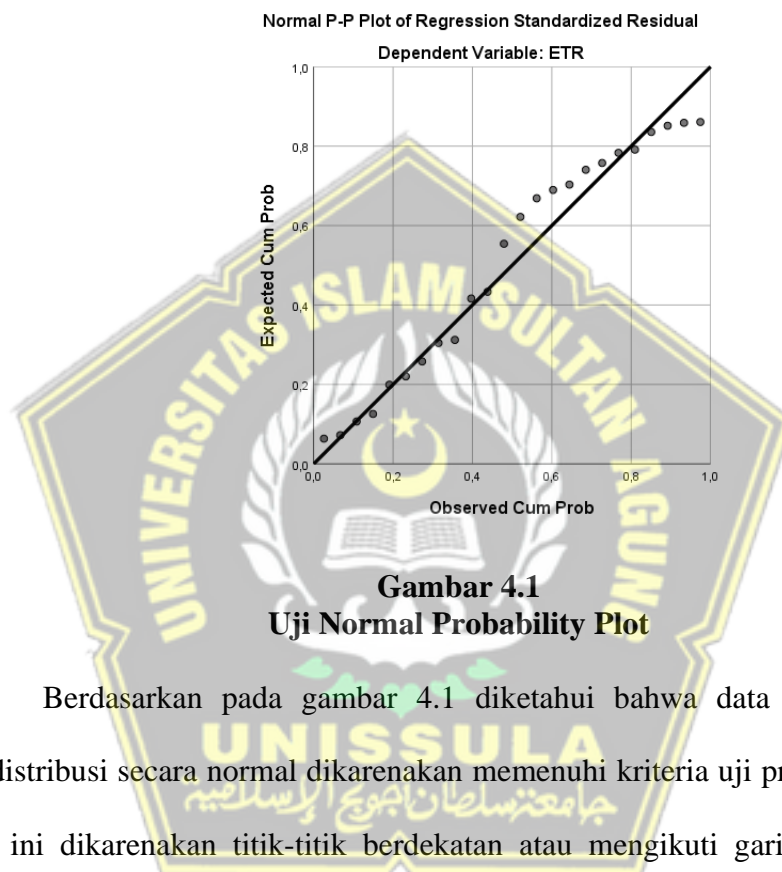 Normal P-P Plot of Regression Standardized Residual
Dependent Variable: ETR
1,0
0,8
0,6
0,4
0,2
0,0
Expected Cum Prob
0,0 0,2 0,4 0,6 0,8 1,0
Observed Cum Prob
UNIVERSITAS ISLAM SULTAN AGUNG
Gambar 4.1
Uji Normal Probability Plot
Berdasarkan pada gambar 4.1 diketahui bahwa data
distribusi secara normal dikarenakan memenuhi kriteria uji pr
ini dikarenakan titik-titik berdekatan atau mengikuti gari
UNISSULA
جامعتسلطان أجونج الإسلامية